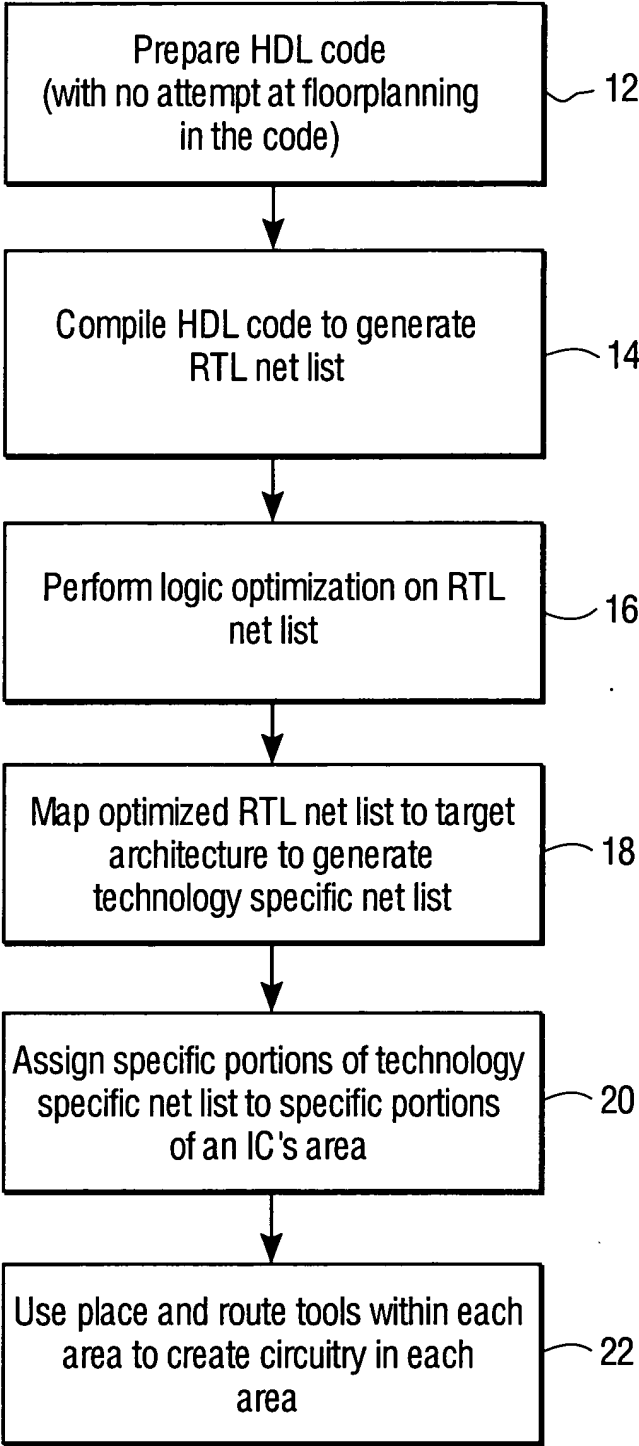 Prepare HDL code
(with no attempt at floorplanning
in the code)
12
Compile HDL code to generate
RTL net list
14
Perform logic optimization on RTL
net list
16
Map optimized RTL net list to target
architecture to generate
technology specific net list
18
Assign specific portions of technology
specific net list to specific portions
of an IC's area
20
Use place and route tools within each
area to create circuitry in each
area
22